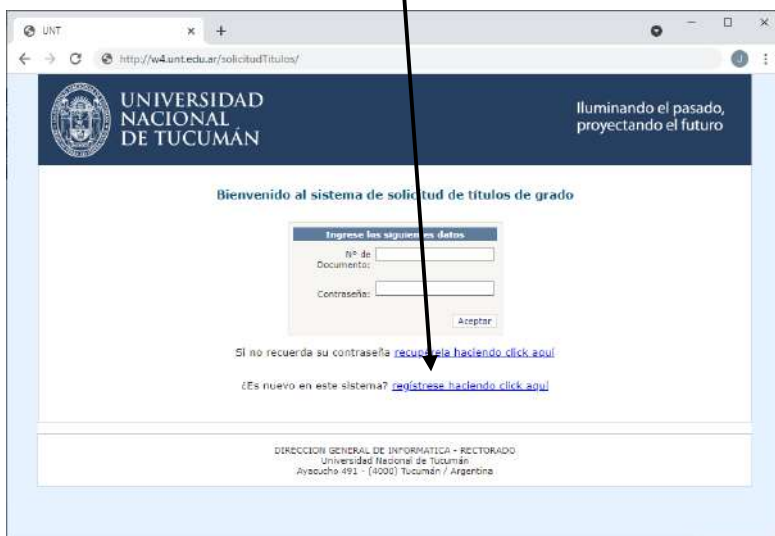 UNT
http://w4.unt.edu.ar/solicitudTitulos/
J
UNIVERSIDAD
NACIONAL
DE TUCUMÁN
Iluminando el pasado,
proyectando el futuro
Bienvenido al sistema de solicitud de títulos de grado
Ingrese los siguientes datos
Nº de
Documento:
Contraseña:
Aceptar
Si no recuerda su contraseña recupérela haciendo click aquí
¿Es nuevo en este sistema? regístrese haciendo click aquí
DIRECCION GENERAL DE INFORMATICA - RECTORADO
Universidad Nacional de Tucumán
Ayacucho 491 - (4000) Tucumán / Argentina